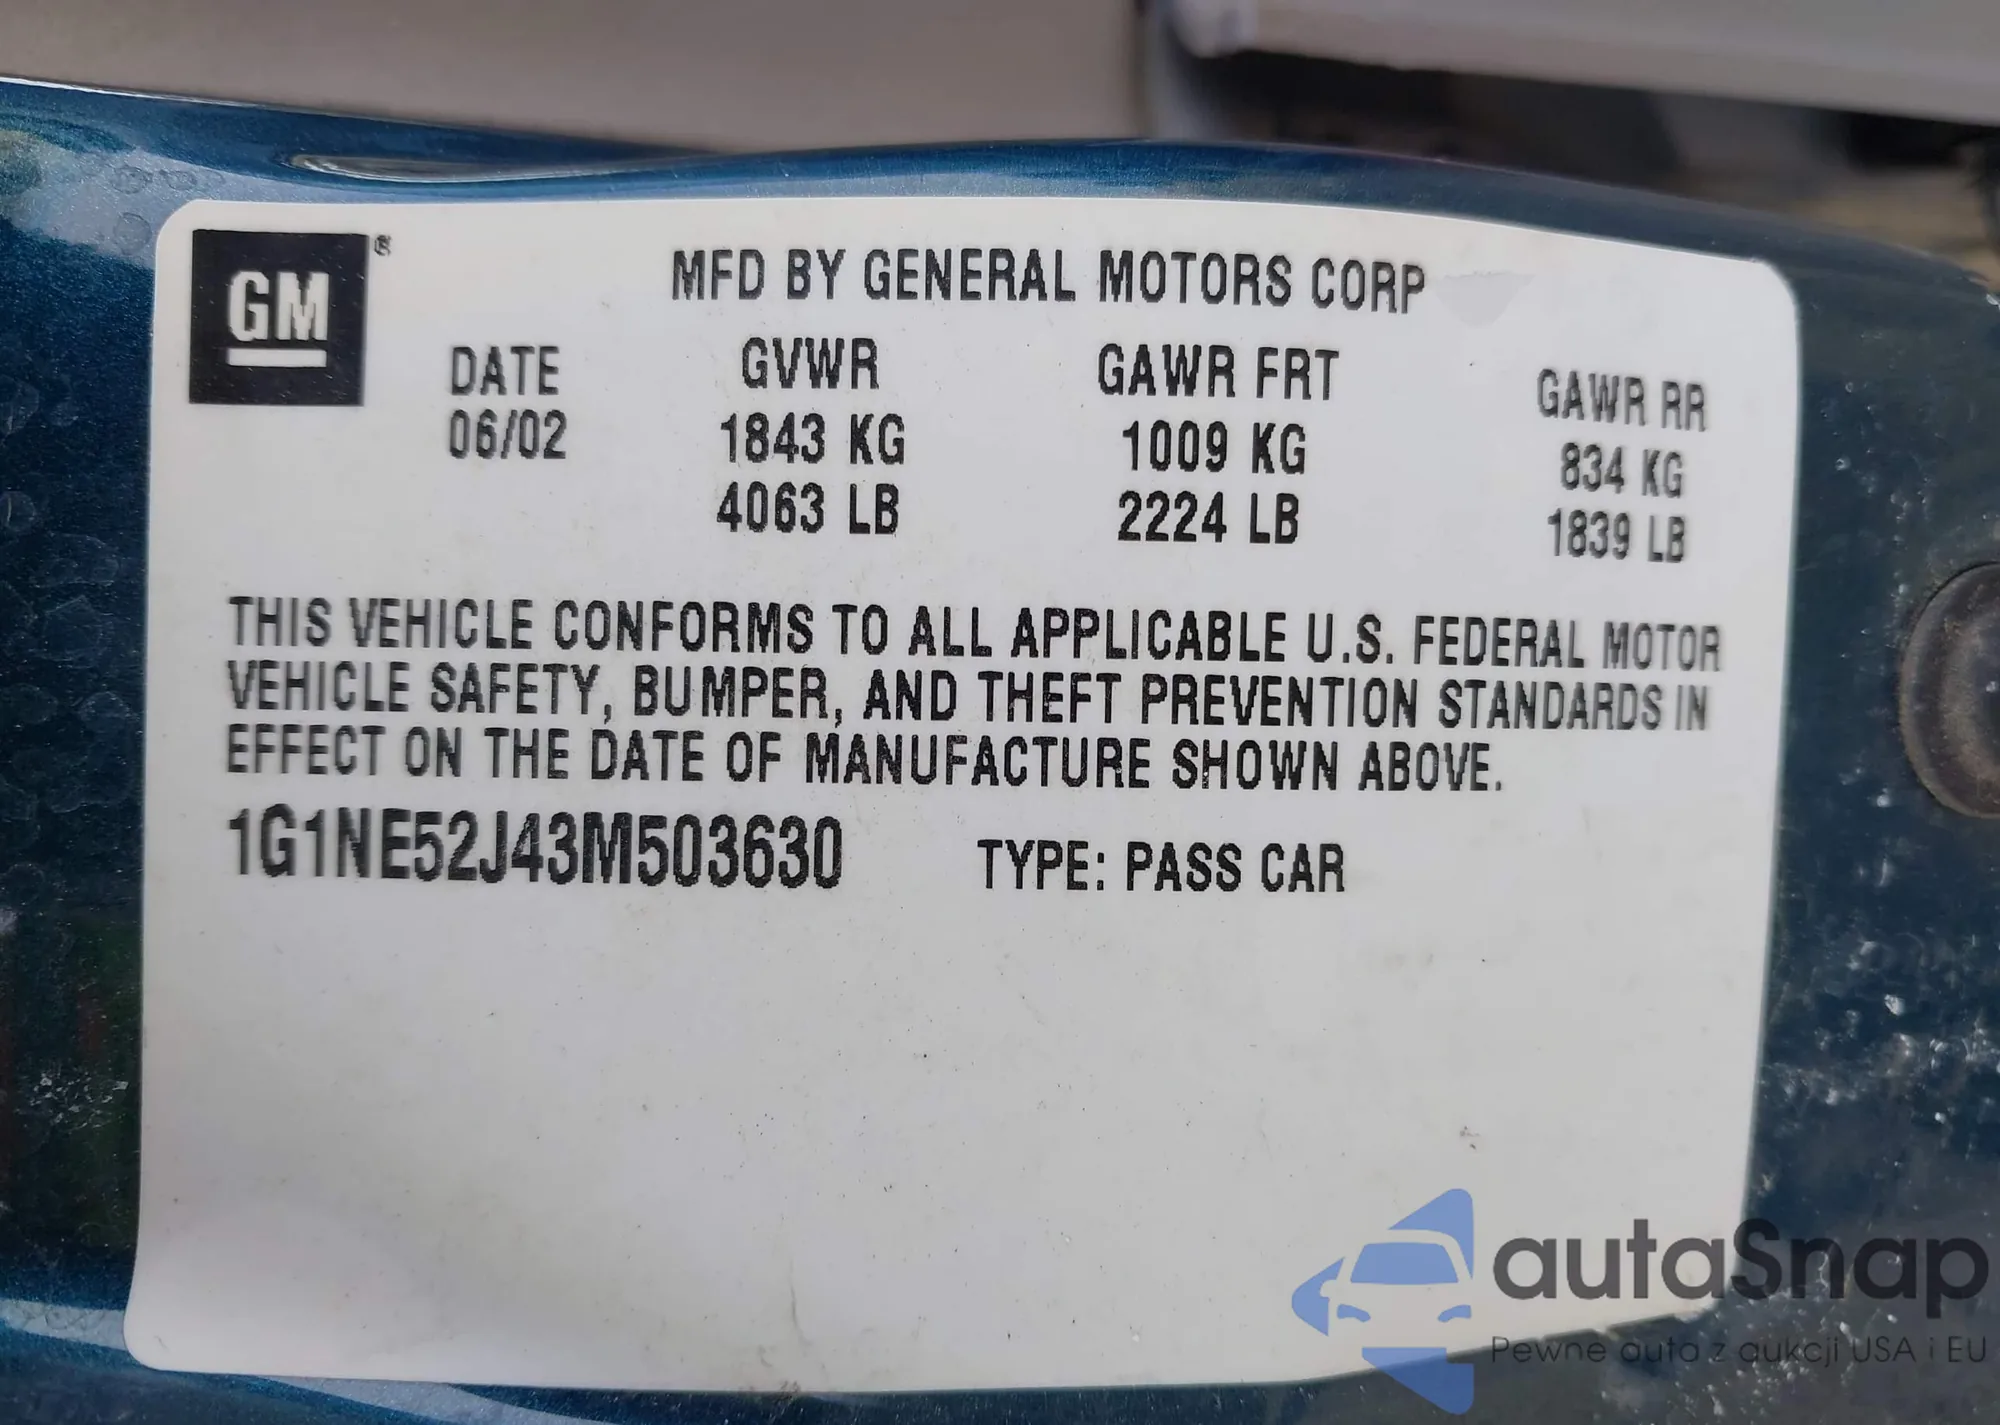 GM ®
MFD BY GENERAL MOTORS CORP
DATE GVWR GAWR FRT GAWR RR
06/02 1843 KG 1009 KG 834 KG
4063 LB 2224 LB 1839 LB
THIS VEHICLE CONFORMS TO ALL APPLICABLE U.S. FEDERAL MOTOR
VEHICLE SAFETY, BUMPER, AND THEFT PREVENTION STANDARDS IN
EFFECT ON THE DATE OF MANUFACTURE SHOWN ABOVE.
1G1NE52J43M503630 TYPE: PASS CAR
autaSnap
Pewne auta z aukcji USA i EU